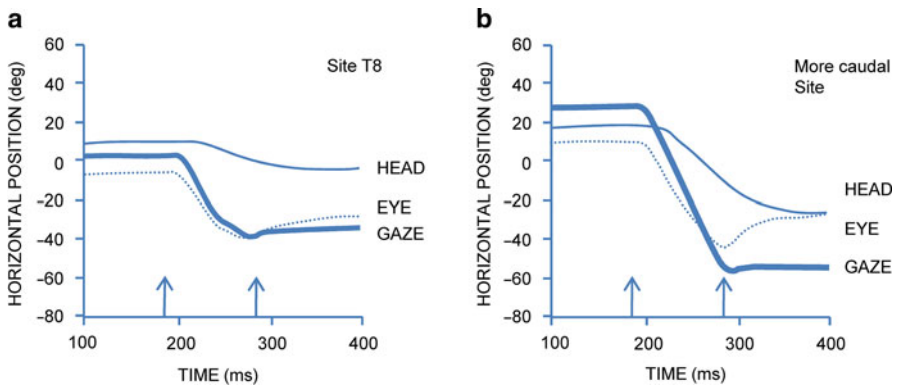 a
60
40
20
0
−20
−40
−60
−80
HORIZONTAL POSITION (deg)
Site T8
HEAD
EYE
GAZE
100 200 300 400
TIME (ms)
b
60
40
20
0
−20
−40
−60
−80
HORIZONTAL POSITION (deg)
More caudal
Site
HEAD
EYE
GAZE
100 200 300 400
TIME (ms)